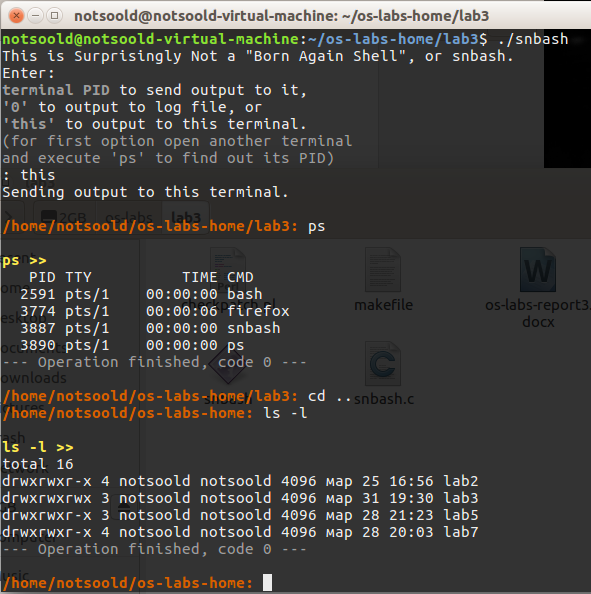 notsoold@notsoold-virtual-machine: ~/os-labs-home/lab3
notsoold@notsoold-virtual-machine:~/os-labs-home/lab3$ ./snbash
This is Surprisingly Not a "Born Again Shell", or snbash.
Enter:
terminal PID to send output to it,
'0' to output to log file, or
'this' to output to this terminal.
(for first option open another terminal
and execute 'ps' to find out its PID)
: this
Sending output to this terminal.
2GB os-labs lab3
/home/notsoold/os-labs-home/lab3: ps
ps >>
PID TTY TIME CMD
2591 pts/1 00:00:00 bash
3774 pts/1 00:00:06 firefox
3887 pts/1 00:00:00 snbash
3890 pts/1 00:00:00 ps
checkpatch.pl makefile os-labs-report3.
docx
--- Operation finished, code 0 ---
/home/notsoold/os-labs-home/lab3: cd ..
snbash.c
/home/notsoold/os-labs-home: ls -l
ls -l >>
total 16
drwxrwxr-x 4 notsoold notsoold 4096 мар 25 16:56 lab2
drwxrwxrwx 3 notsoold notsoold 4096 мар 31 19:30 lab3
drwxrwxr-x 3 notsoold notsoold 4096 мар 28 21:23 lab5
drwxrwxr-x 4 notsoold notsoold 4096 мар 28 20:03 lab7
--- Operation finished, code 0 ---
/home/notsoold/os-labs-home: